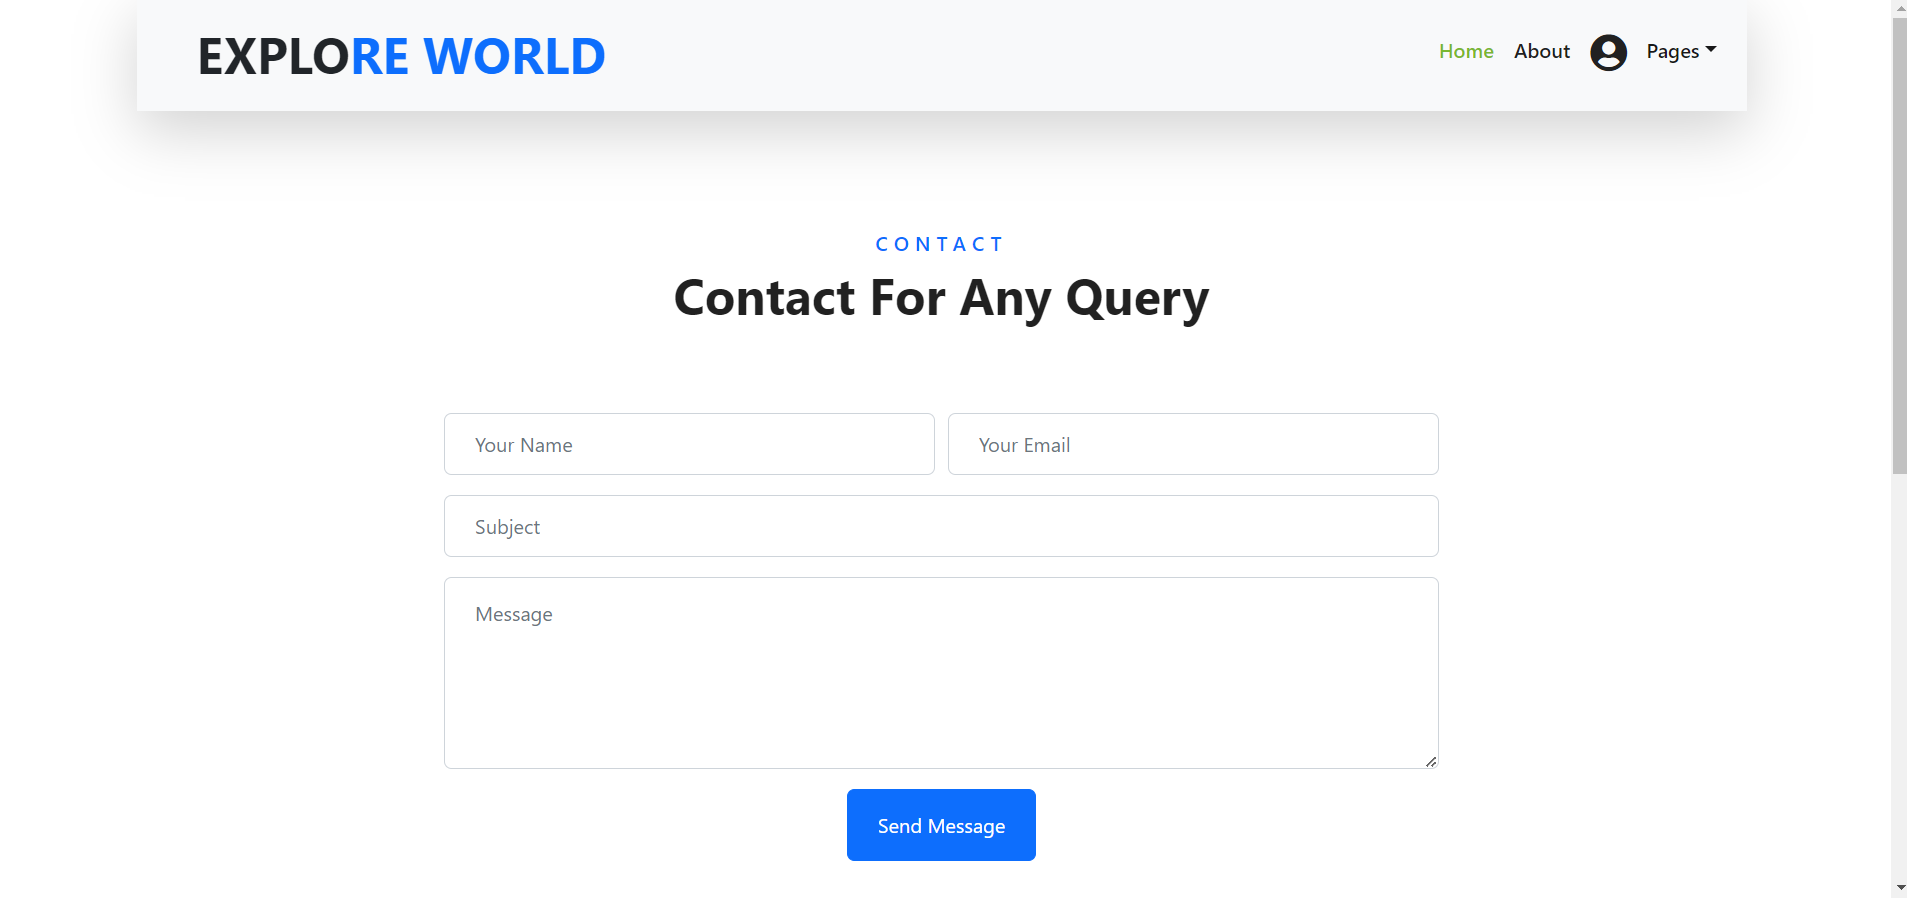 EXPLORE WORLD
Home About Pages
CONTACT
Contact For Any Query
Your Name Your Email
Subject
Message
Send Message